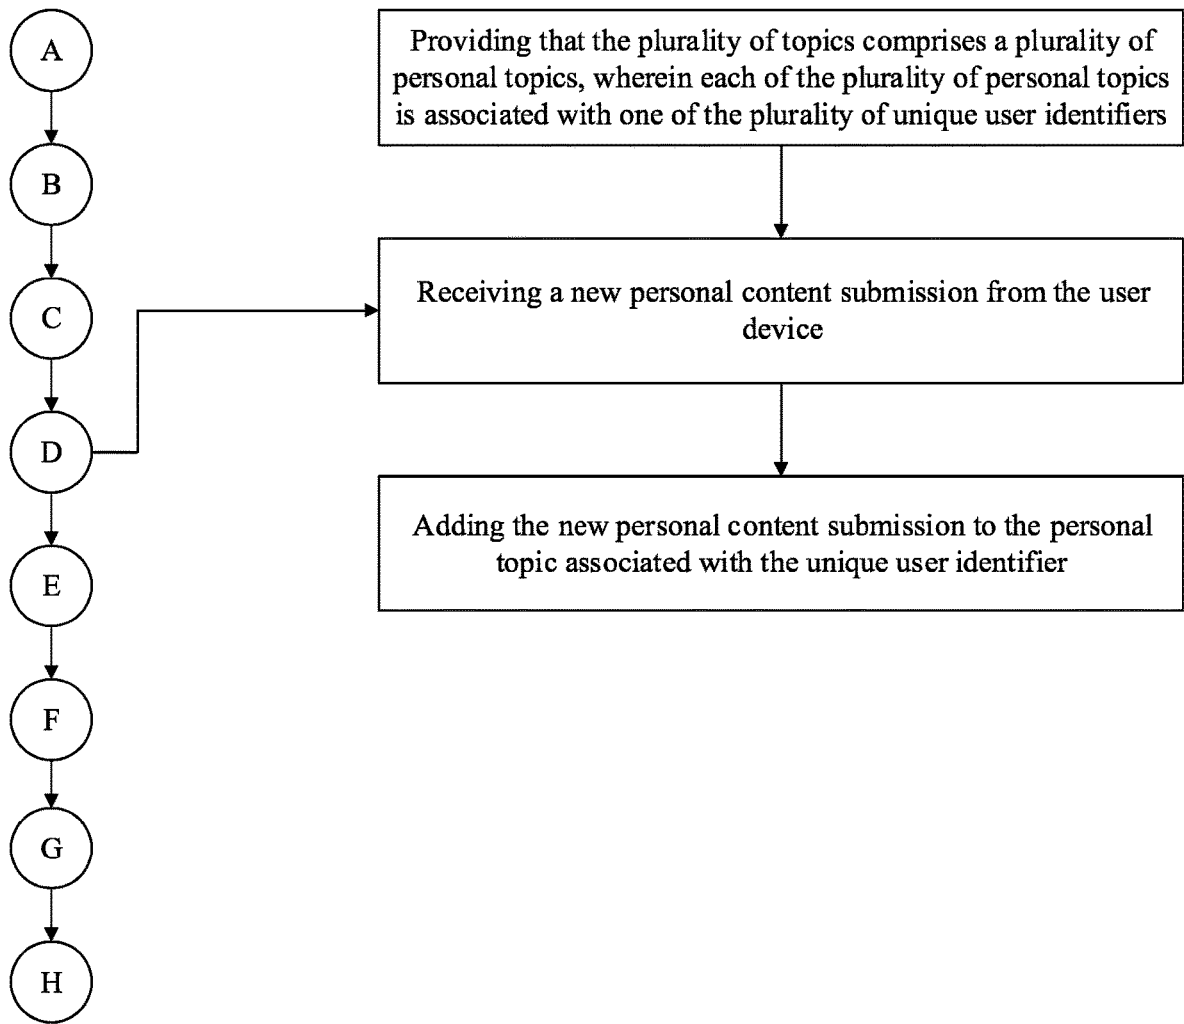 A
B
C
D
E
F
G
H
Providing that the plurality of topics comprises a plurality of
personal topics, wherein each of the plurality of personal topics
is associated with one of the plurality of unique user identifiers
Receiving a new personal content submission from the user
device
Adding the new personal content submission to the personal
topic associated with the unique user identifier